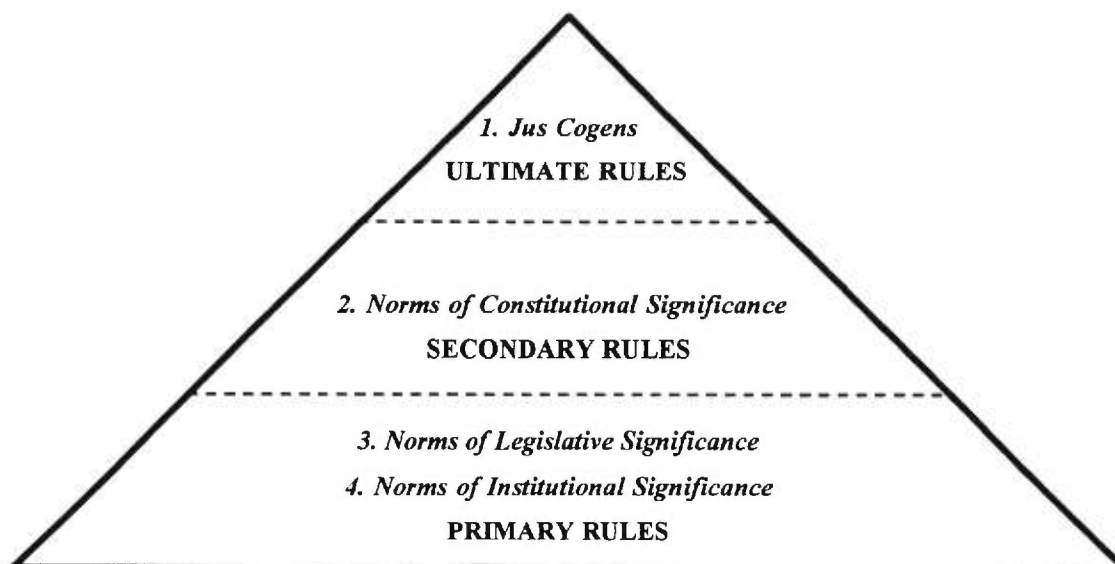 1. Jus Cogens
ULTIMATE RULES
2. Norms of Constitutional Significance
SECONDARY RULES
3. Norms of Legislative Significance
4. Norms of Institutional Significance
PRIMARY RULES